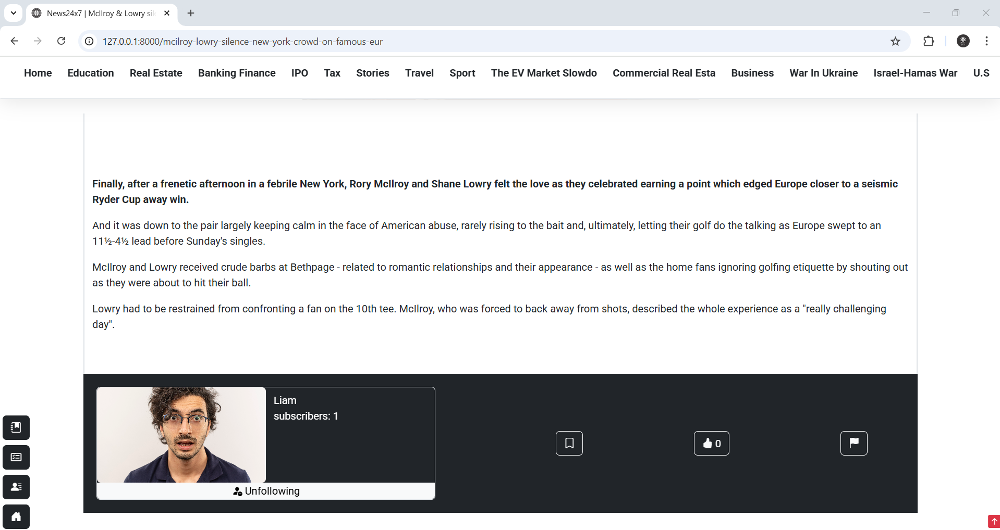 News24x7 | McIlroy & Lowry sil
127.0.0.1:8000/mcilroy-lowry-silence-new-york-crowd-on-famous-eur
Home Education Real Estate Banking Finance IPO Tax Stories Travel Sport The EV Market Slowdo Commercial Real Esta Business War In Ukraine Israel-Hamas War U.S
Finally, after a frenetic afternoon in a febrile New York, Rory McIlroy and Shane Lowry felt the love as they celebrated earning a point which edged Europe closer to a seismic
Ryder Cup away win.
And it was down to the pair largely keeping calm in the face of American abuse, rarely rising to the bait and, ultimately, letting their golf do the talking as Europe swept to an
11½-4½ lead before Sunday's singles.
McIlroy and Lowry received crude barbs at Bethpage - related to romantic relationships and their appearance - as well as the home fans ignoring golfing etiquette by shouting out
as they were about to hit their ball.
Lowry had to be restrained from confronting a fan on the 10th tee. McIlroy, who was forced to back away from shots, described the whole experience as a "really challenging
day".
Liam
subscribers: 1
0
Unfollowing